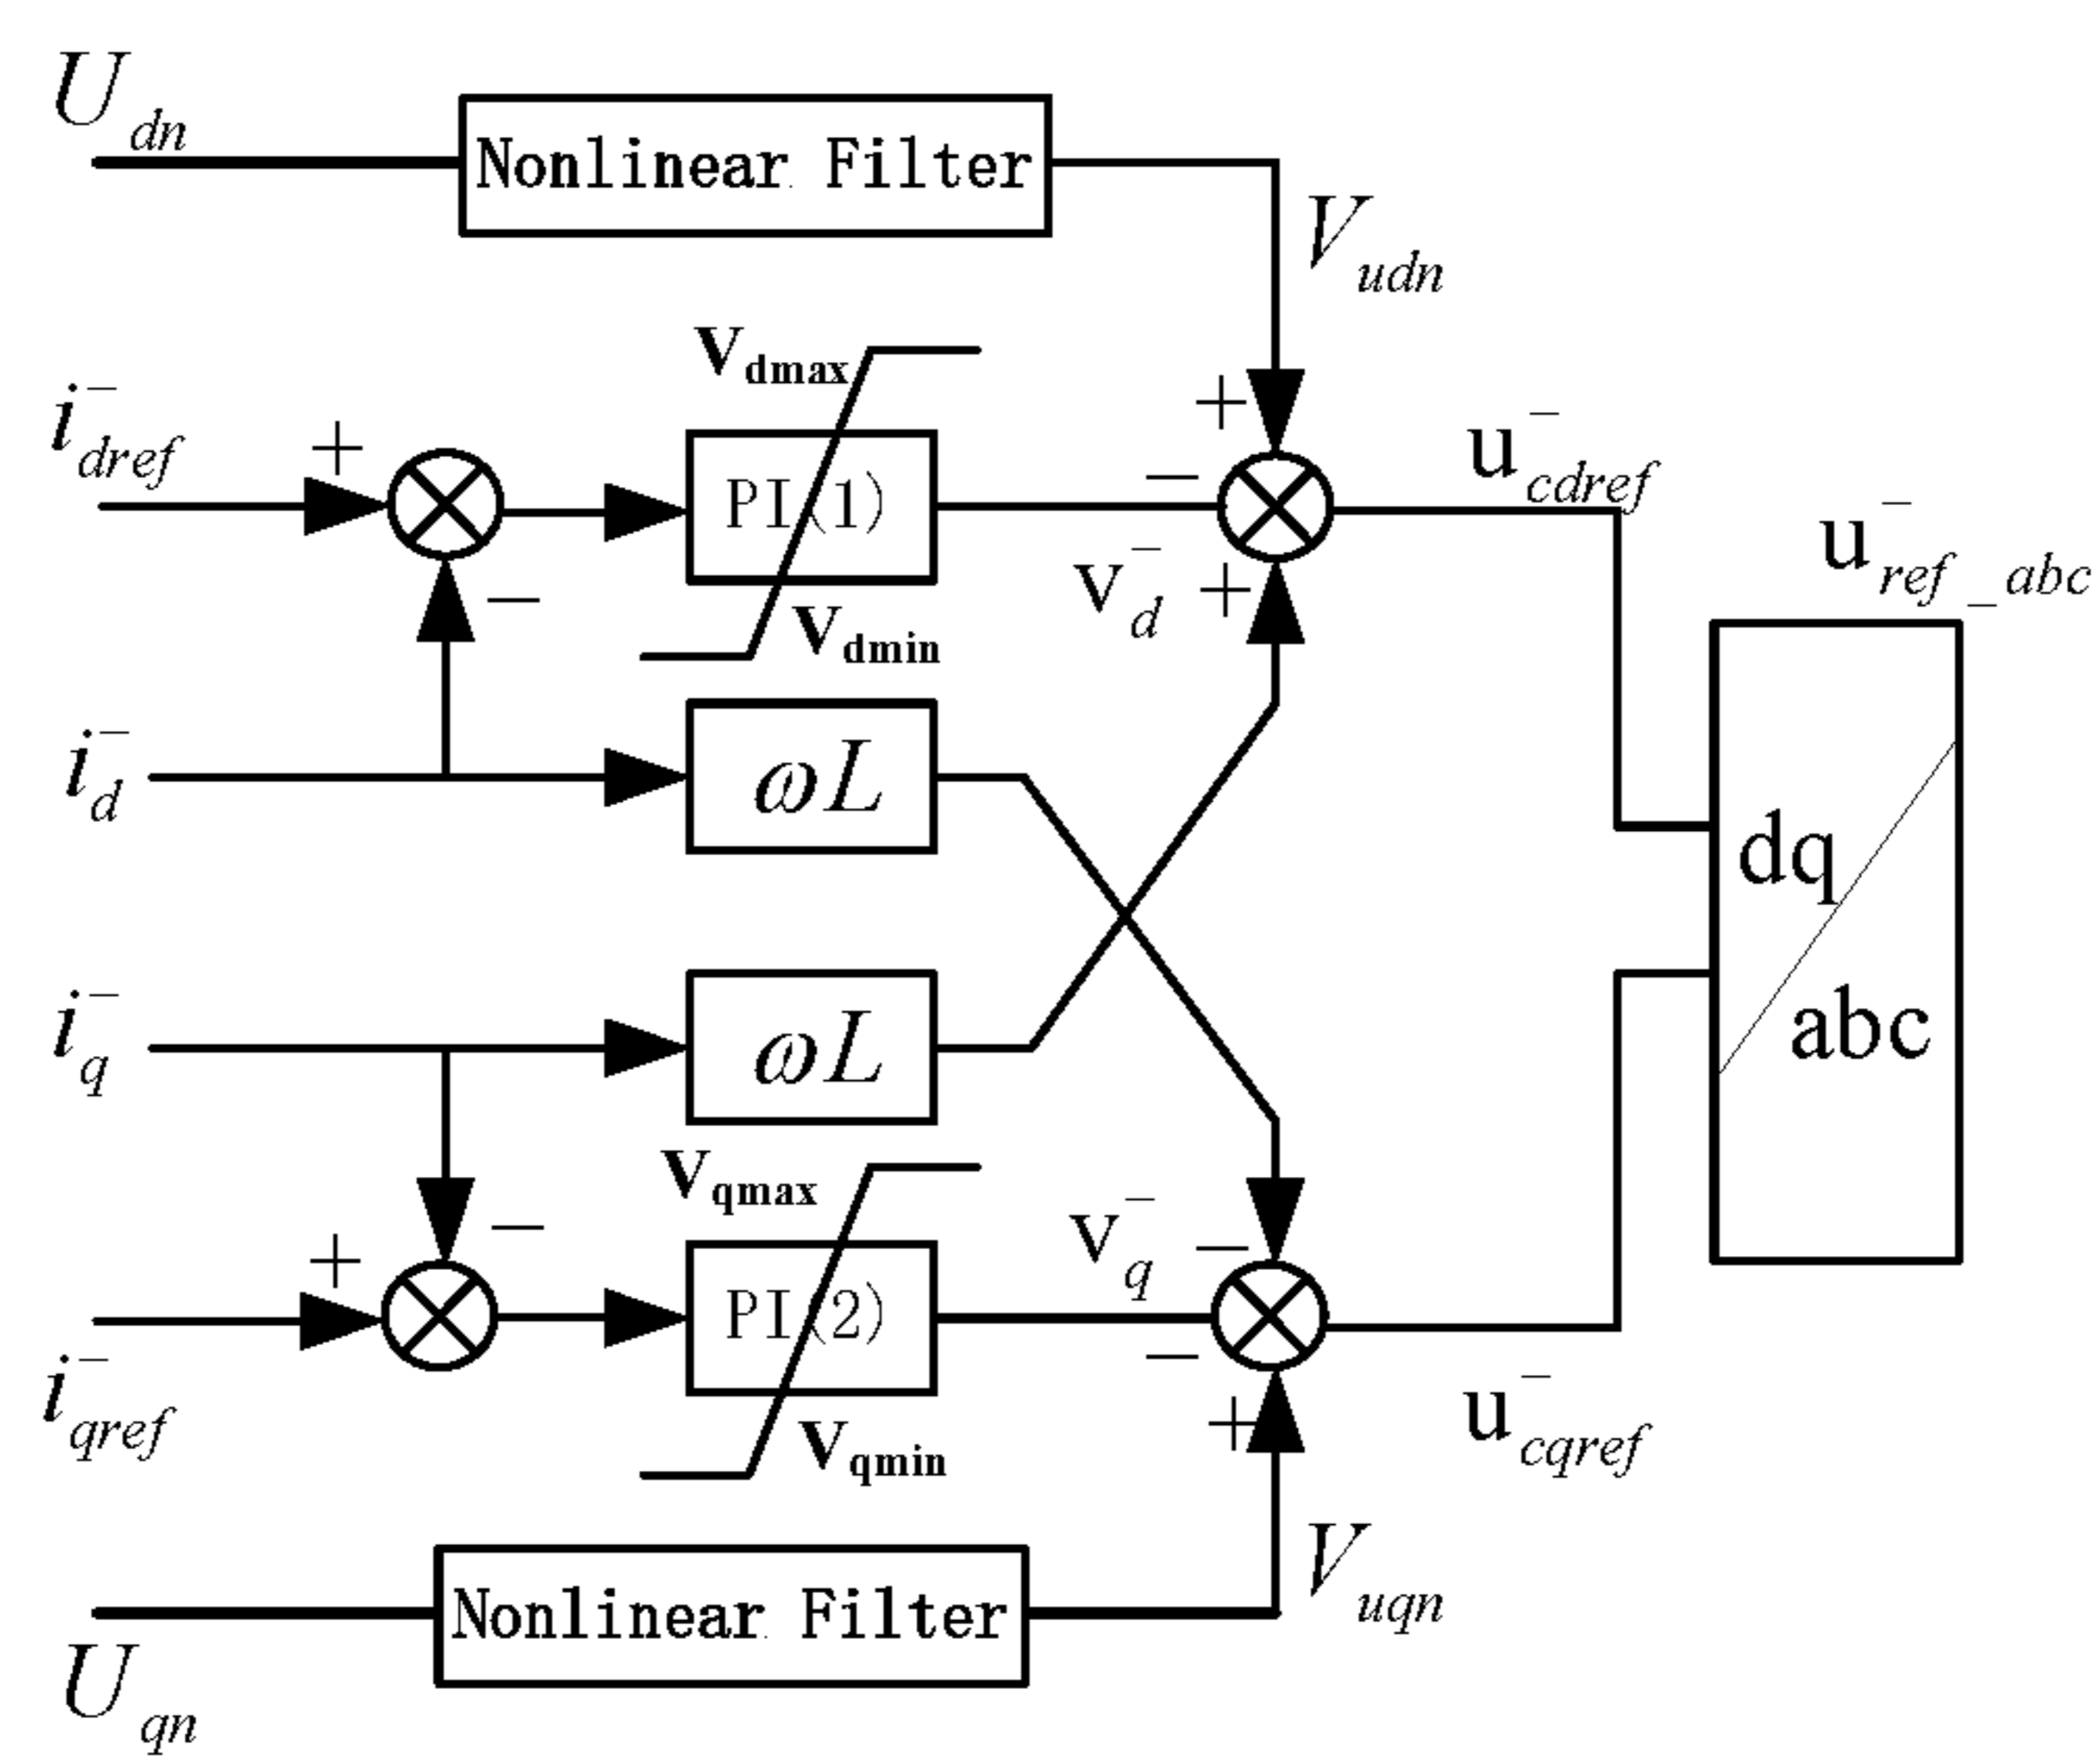 U_dn
Nonlinear Filter
V_udn
V_dmax
i⁻_dref
+
+
PI(1)
−
u⁻_cdref
−
V_dmin
v⁻_d
+
u⁻_ref_abc
i⁻_d
ωL
dq
i⁻_q
ωL
abc
V_qmax
v⁻_q
−
−
+
PI(2)
−
i⁻_qref
V_qmin
+
u⁻_cqref
Nonlinear Filter
V_uqn
U_qn